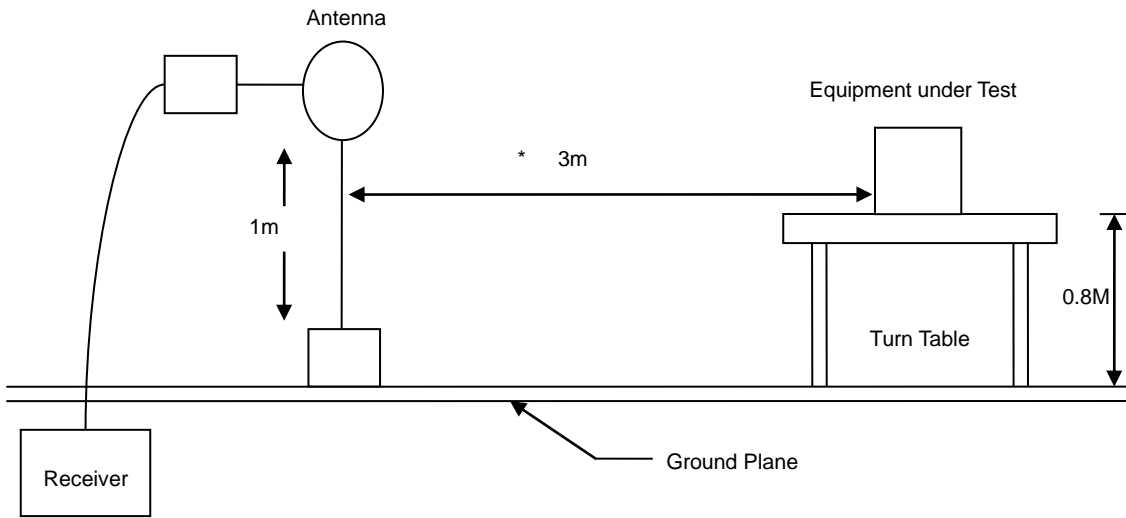 Antenna
Equipment under Test
* 3m
1m
0.8M
Turn Table
Ground Plane
Receiver